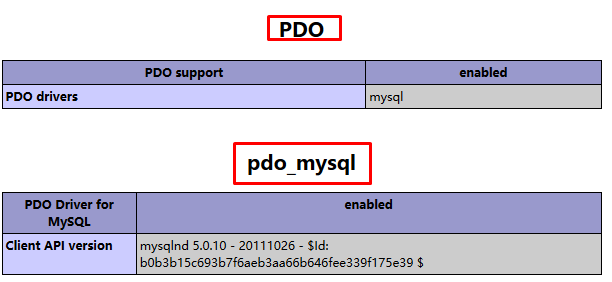 PDO
PDO support enabled
PDO drivers mysql
pdo_mysql
PDO Driver for MySQL enabled
Client API version mysqlnd 5.0.10 - 20111026 - $Id:
b0b3b15c693b7f6aeb3aa66b646fee339f175e39 $